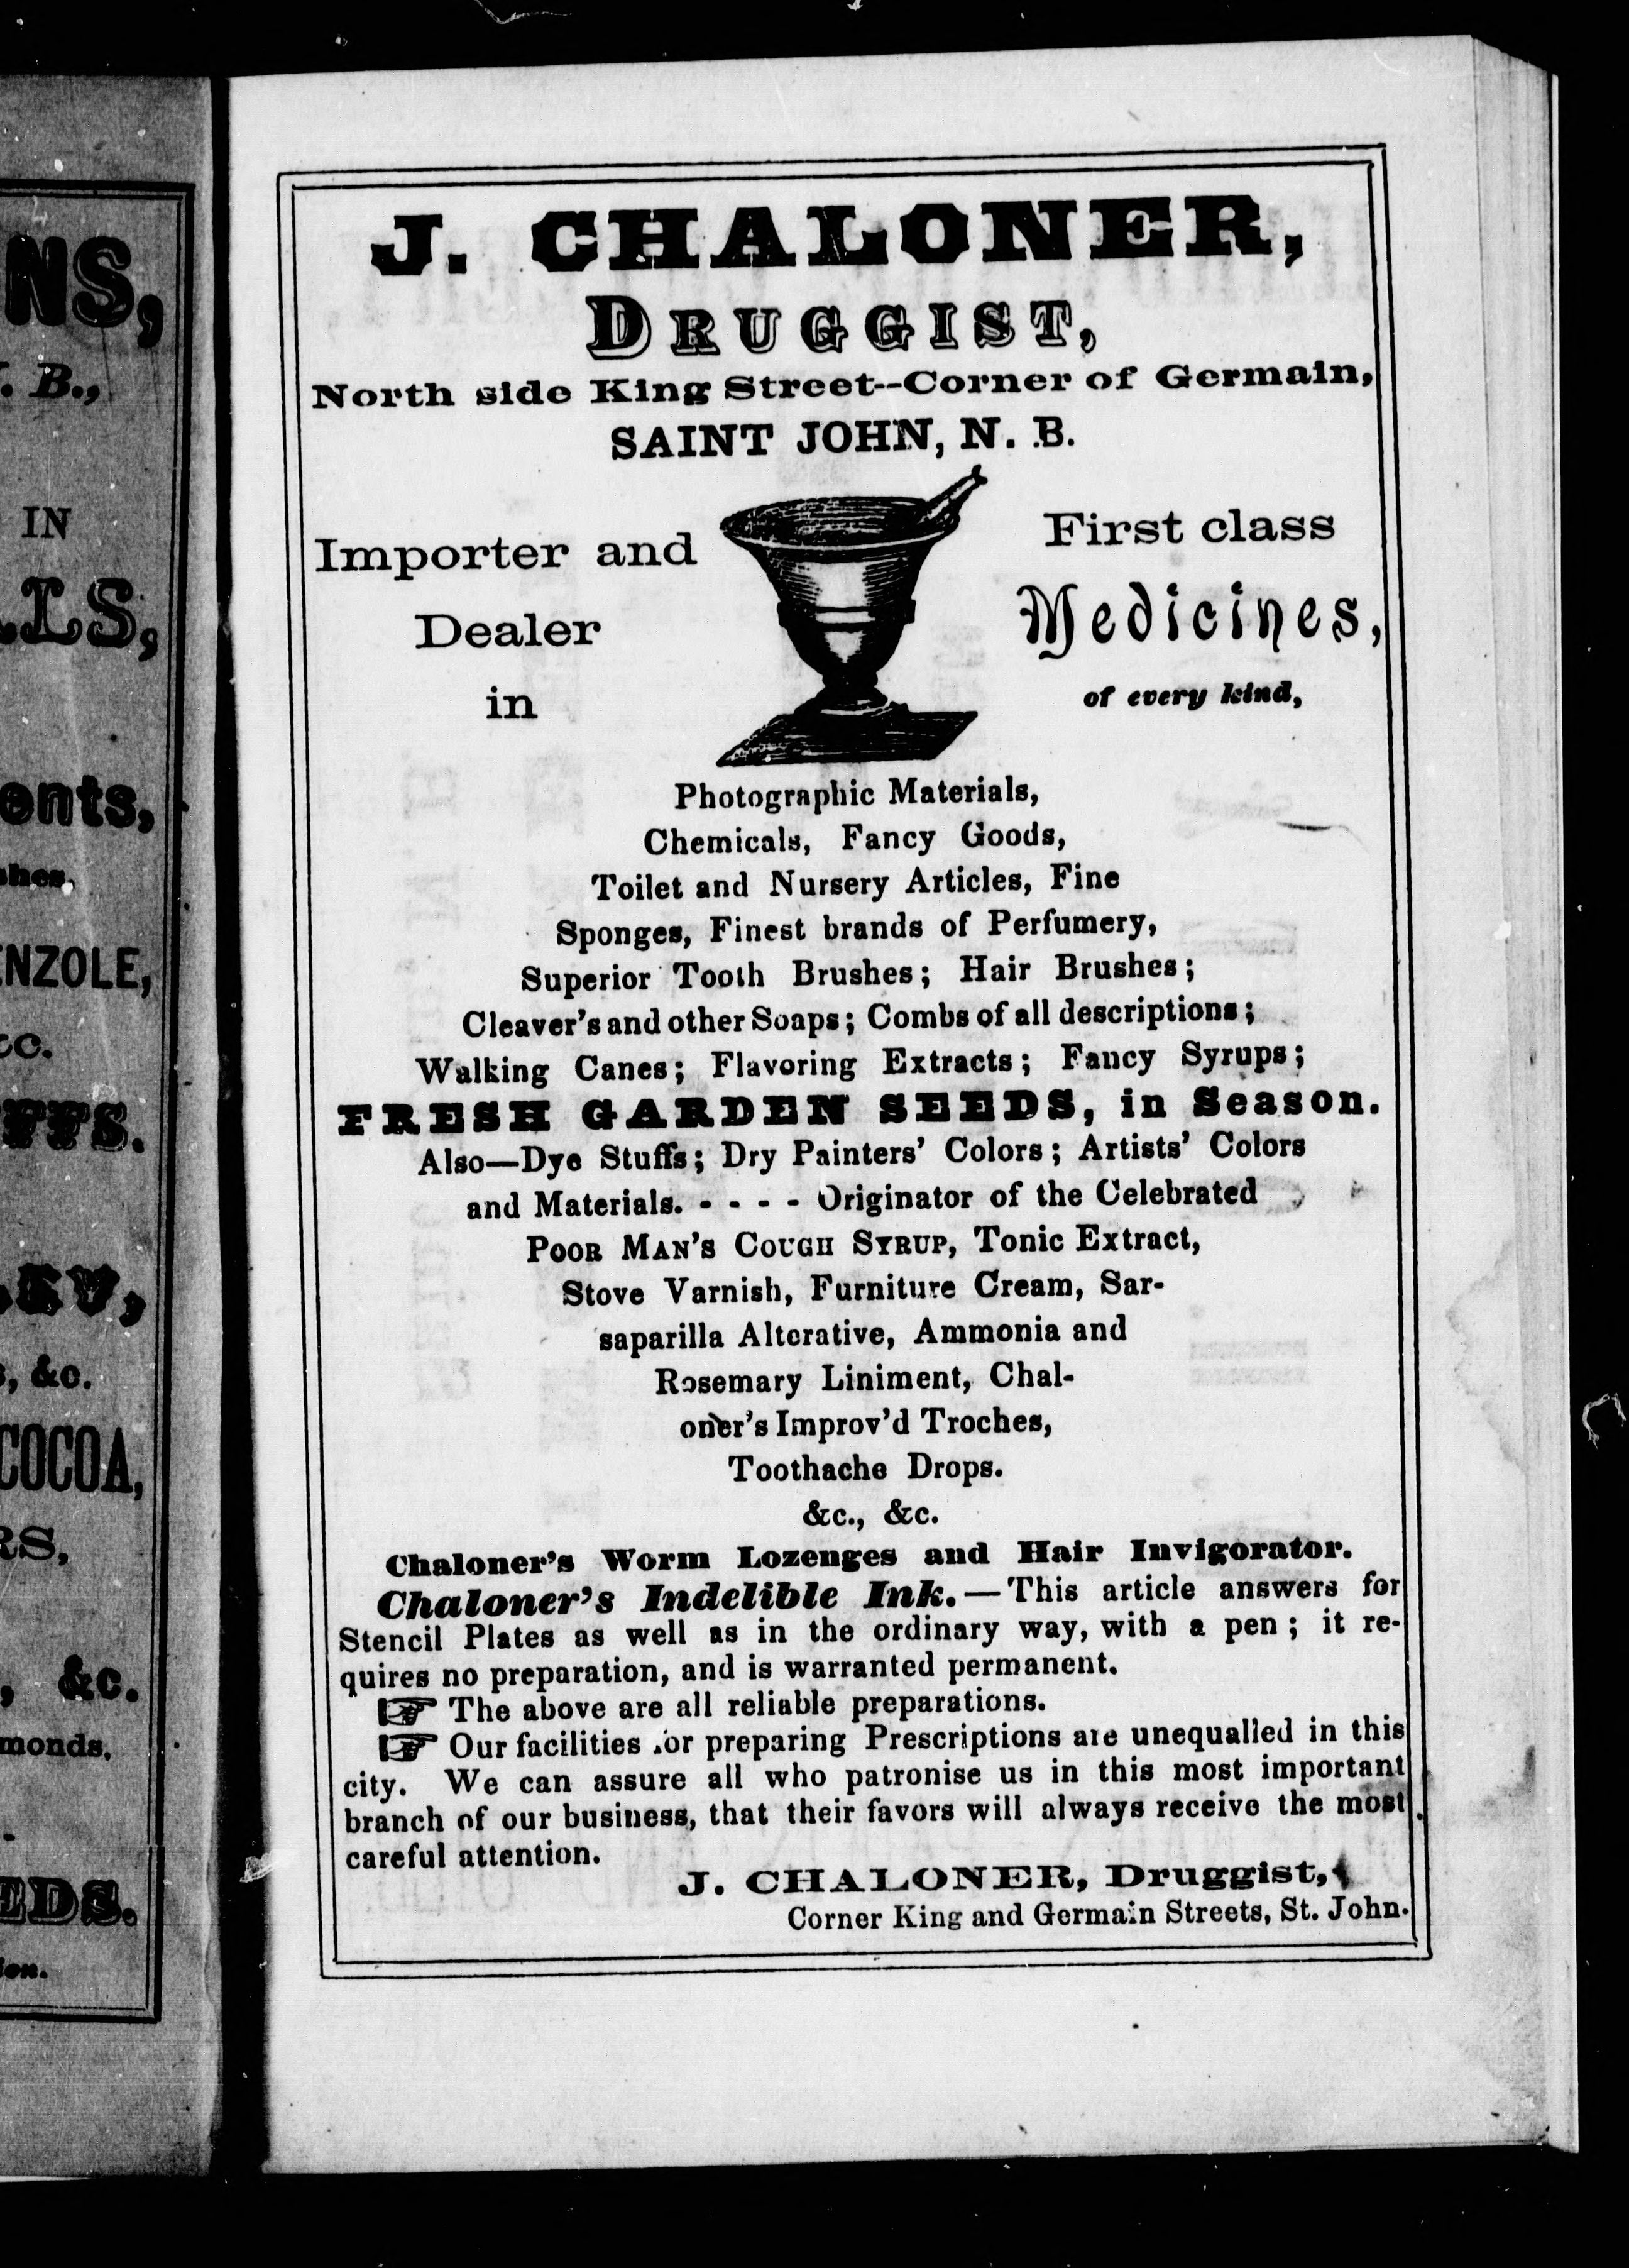 NS,
. B.,
IN
LS,
ents,
shes,
NZOLE,
&C.
FFS.
, &c.
COCOA,
RS,
, &c.
monds,
EDS.
ion.
J. CHALONER,
DRUGGIST,
North side King Street--Corner of Germain,
SAINT JOHN, N. B.
Importer and
Dealer
in
First class
Medicines,
of every kind,
Photographic Materials,
Chemicals, Fancy Goods,
Toilet and Nursery Articles, Fine
Sponges, Finest brands of Perfumery,
Superior Tooth Brushes; Hair Brushes;
Cleaver's and other Soaps; Combs of all descriptions;
Walking Canes; Flavoring Extracts; Fancy Syrups;
FRESH GARDEN SEEDS, in Season.
Also—Dye Stuffs; Dry Painters' Colors; Artists' Colors
and Materials. - - - - Originator of the Celebrated
POOR MAN'S COUGH SYRUP, Tonic Extract,
Stove Varnish, Furniture Cream, Sar-
saparilla Alterative, Ammonia and
Rosemary Liniment, Chal-
oner's Improv'd Troches,
Toothache Drops.
&c., &c.
Chaloner's Worm Lozenges and Hair Invigorator.
Chaloner's Indelible Ink.—This article answers for
Stencil Plates as well as in the ordinary way, with a pen; it re-
quires no preparation, and is warranted permanent.
☞ The above are all reliable preparations.
☞ Our facilities for preparing Prescriptions are unequalled in this
city. We can assure all who patronise us in this most important
branch of our business, that their favors will always receive the most
careful attention.
J. CHALONER, Druggist,
Corner King and Germain Streets, St. John.